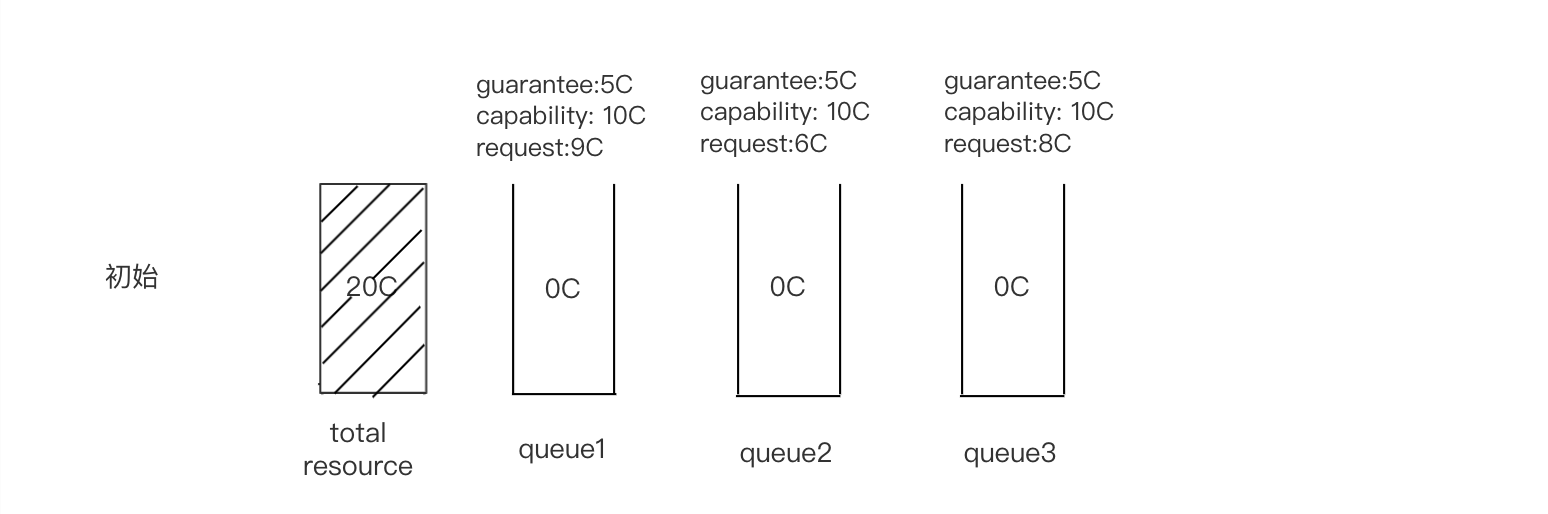 guarantee:5C
capability: 10C
request:9C
guarantee:5C
capability: 10C
request:6C
guarantee:5C
capability: 10C
request:8C
初始
20C
0C
0C
0C
total
resource
queue1
queue2
queue3